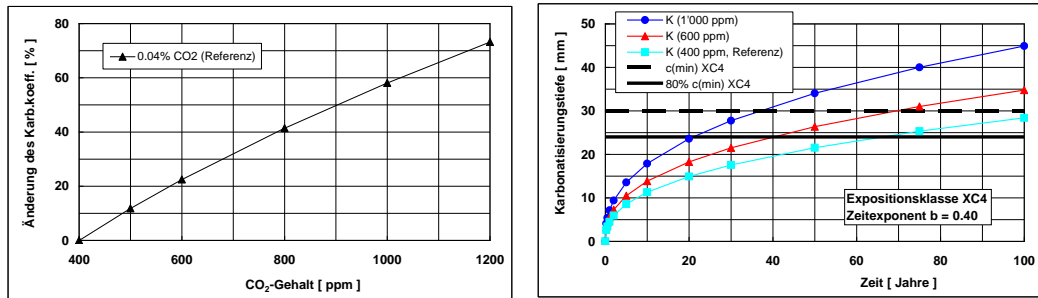 Änderung des Karb.koeff. [ % ]
80
60
40
20
0
0.04% CO2 (Referenz)
400
600
800
1000
1200
CO₂-Gehalt [ ppm ]
Karbonatisierungstiefe [ mm ]
50
40
30
20
10
0
K (1'000 ppm)
K (600 ppm)
K (400 ppm, Referenz)
c(min) XC4
80% c(min) XC4
Expositionsklasse XC4
Zeitexponent b = 0.40
0
20
40
60
80
100
Zeit [ Jahre ]